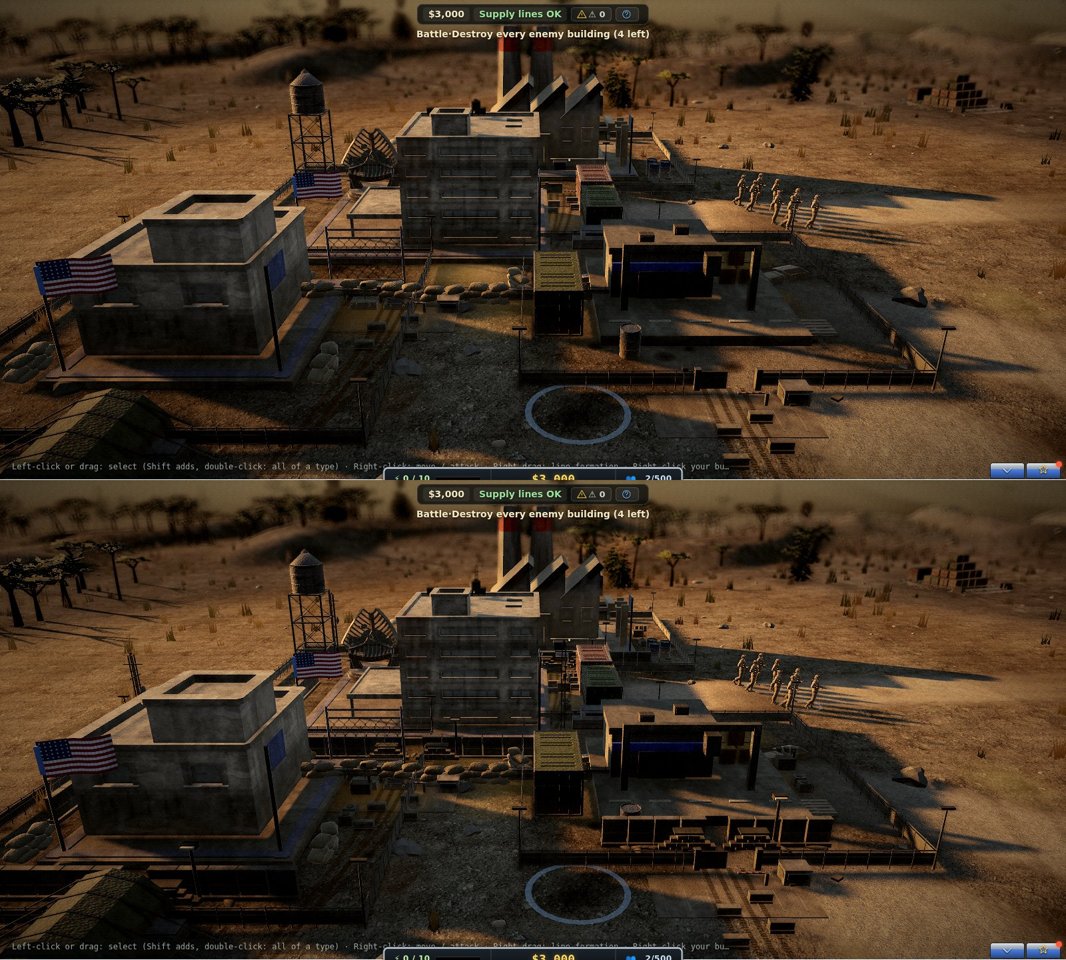 $3,000 Supply lines OK ⚠⚠ 0 ?
Battle·Destroy every enemy building (4 left)
Left-click or drag: select (Shift adds, double-click: all of a type) · Right-click: move / attack · Right-drag: line formation · Right-click your bu…
⚡ 0 / 10 $3,000 2/500
$3,000 Supply lines OK ⚠⚠ 0 ?
Battle·Destroy every enemy building (4 left)
Left-click or drag: select (Shift adds, double-click: all of a type) · Right-click: move / attack · Right-drag: line formation · Right-click your bu…
⚡ 0 / 10 $3,000 2/500